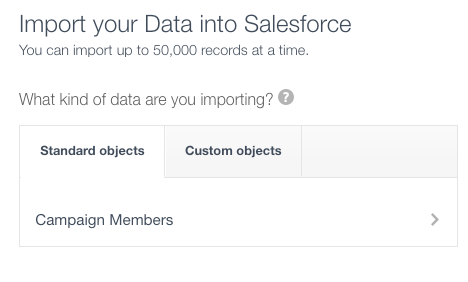 Import your Data into Salesforce
You can import up to 50,000 records at a time.
What kind of data are you importing? ?
Standard objects Custom objects
Campaign Members